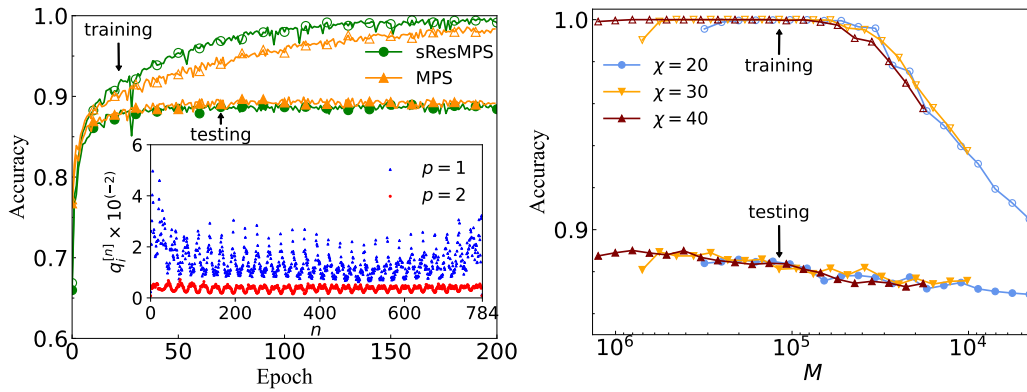 1.0
0.9
0.8
0.7
0.6
Accuracy
training
sResMPS
MPS
testing
6
4
2
0
q_i^{[n]} × 10^{(-2)}
p = 1
p = 2
0
200
400
600
784
n
0
50
100
150
200
Epoch
1.0
0.9
Accuracy
training
χ = 20
χ = 30
χ = 40
testing
10^6
10^5
10^4
M